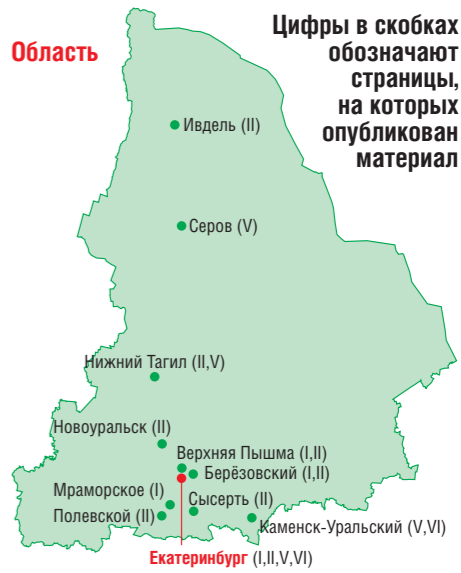 Область
Цифры в скобках
обозначают
страницы,
на которых
опубликован
материал
Ивдель (II)
Серов (V)
Нижний Тагил (II,V)
Новоуральск (II)
Верхняя Пышма (I,II)
Берёзовский (I,II)
Мраморское (I)
Сысерть (II)
Полевской (II)
Каменск-Уральский (V,VI)
Екатеринбург (I,II,V,VI)